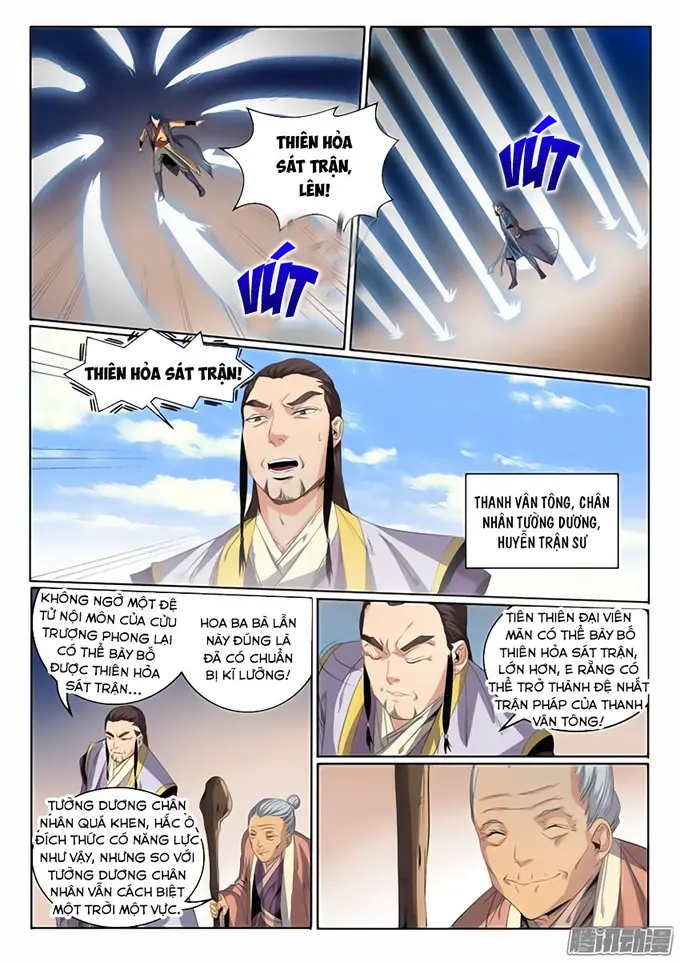 THIÊN HỎA
SÁT TRẬN,
LÊN!
VÚT
VÚT
THIÊN HỎA SÁT TRẬN!
THANH VÂN TÔNG, CHÂN
NHÂN TƯỜNG DƯƠNG,
HUYỄN TRẬN SƯ
KHÔNG NGỜ MỘT ĐỆ
TỬ NỘI MÔN CỦA CỬU
TRƯỢNG PHONG LẠI
CÓ THỂ BÀY BỐ
ĐƯỢC THIÊN HỎA
SÁT TRẬN...
HOA BA BÀ LẦN
NÀY ĐÚNG LÀ
ĐÃ CÓ CHUẨN
BỊ KĨ LƯỠNG!
TƯỜNG DƯƠNG CHÂN
NHÂN QUÁ KHEN, HẮC Ô
ĐÍCH THỨC CÓ NĂNG LỰC
NHƯ VẬY, NHƯNG SO VỚI
TƯỜNG DƯƠNG CHÂN
NHÂN VẪN CÁCH BIỆT
MỘT TRỜI MỘT VỰC.
TIÊN THIÊN ĐẠI VIÊN
MÃN CÓ THỂ BÀY BỐ
THIÊN HỎA SÁT TRẬN,
LỚN HƠN, E RẰNG CÓ
THỂ TRỞ THÀNH ĐỆ NHẤT
TRẬN PHÁP CỦA THANH
VÂN TÔNG!
腾讯动漫